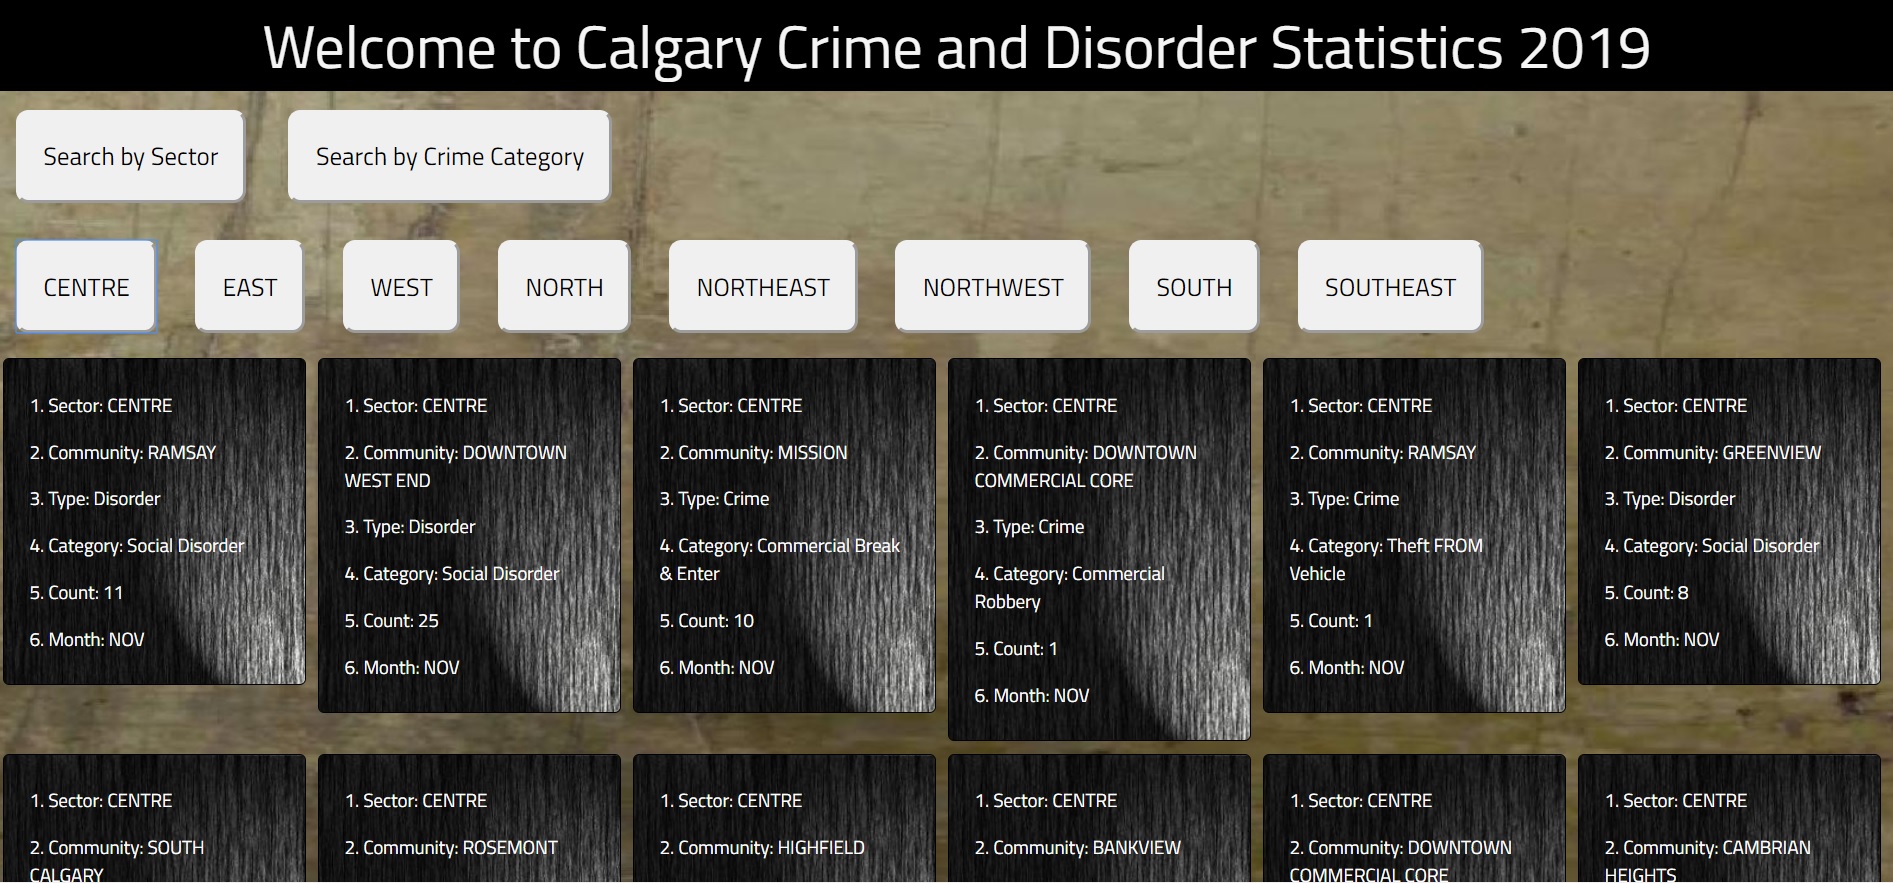 Welcome to Calgary Crime and Disorder Statistics 2019
Search by Sector
Search by Crime Category
CENTRE
EAST
WEST
NORTH
NORTHEAST
NORTHWEST
SOUTH
SOUTHEAST
1. Sector: CENTRE
2. Community: RAMSAY
3. Type: Disorder
4. Category: Social Disorder
5. Count: 11
6. Month: NOV
1. Sector: CENTRE
2. Community: DOWNTOWN
WEST END
3. Type: Disorder
4. Category: Social Disorder
5. Count: 25
6. Month: NOV
1. Sector: CENTRE
2. Community: MISSION
3. Type: Crime
4. Category: Commercial Break
& Enter
5. Count: 10
6. Month: NOV
1. Sector: CENTRE
2. Community: DOWNTOWN
COMMERCIAL CORE
3. Type: Crime
4. Category: Commercial
Robbery
5. Count: 1
6. Month: NOV
1. Sector: CENTRE
2. Community: RAMSAY
3. Type: Crime
4. Category: Theft FROM
Vehicle
5. Count: 1
6. Month: NOV
1. Sector: CENTRE
2. Community: GREENVIEW
3. Type: Disorder
4. Category: Social Disorder
5. Count: 8
6. Month: NOV
1. Sector: CENTRE
2. Community: SOUTH
CALGARY
1. Sector: CENTRE
2. Community: ROSEMONT
1. Sector: CENTRE
2. Community: HIGHFIELD
1. Sector: CENTRE
2. Community: BANKVIEW
1. Sector: CENTRE
2. Community: DOWNTOWN
COMMERCIAL CORE
1. Sector: CENTRE
2. Community: CAMBRIAN
HEIGHTS